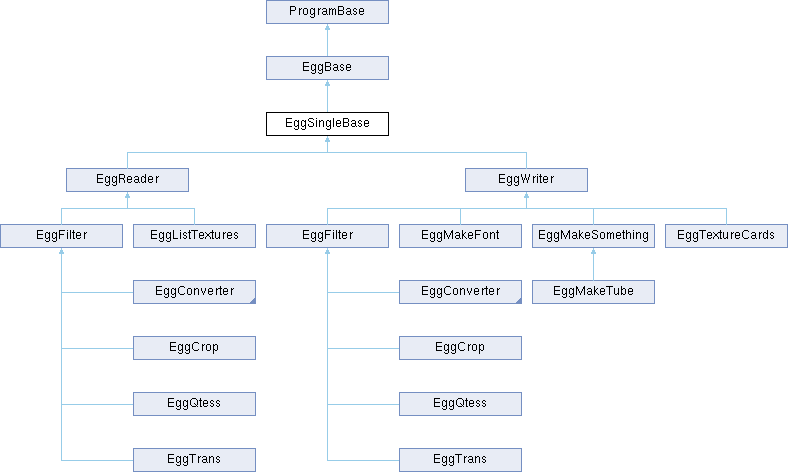 ProgramBase
EggBase
EggSingleBase
EggReader
EggWriter
EggFilter
EggListTextures
EggFilter
EggMakeFont
EggMakeSomething
EggTextureCards
EggConverter
EggConverter
EggMakeTube
EggCrop
EggCrop
EggQtess
EggQtess
EggTrans
EggTrans